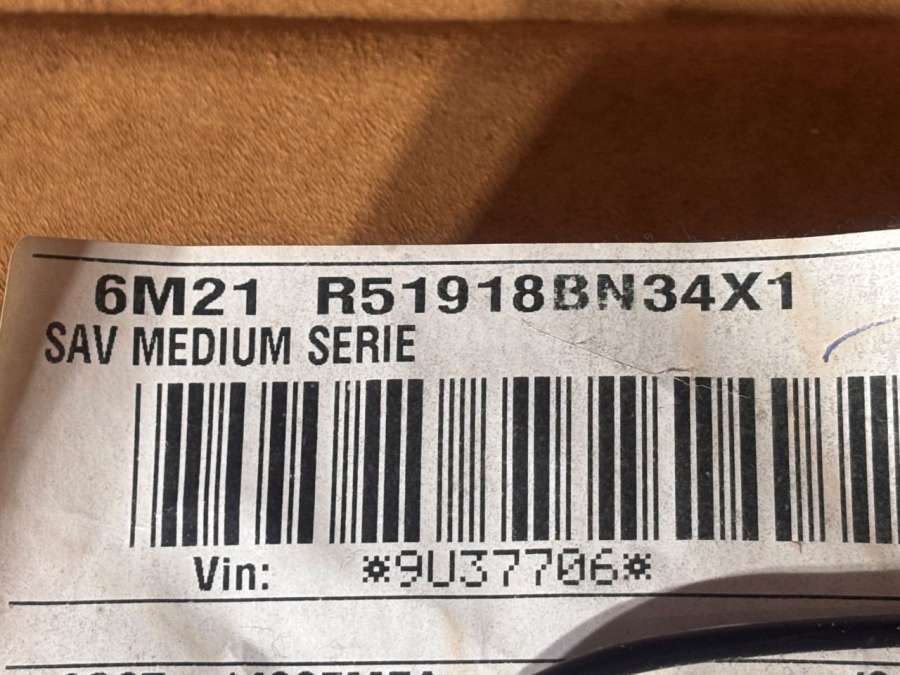 6M21 R51918BN34X1
SAV MEDIUM SERIE
Vin: *9U37706*